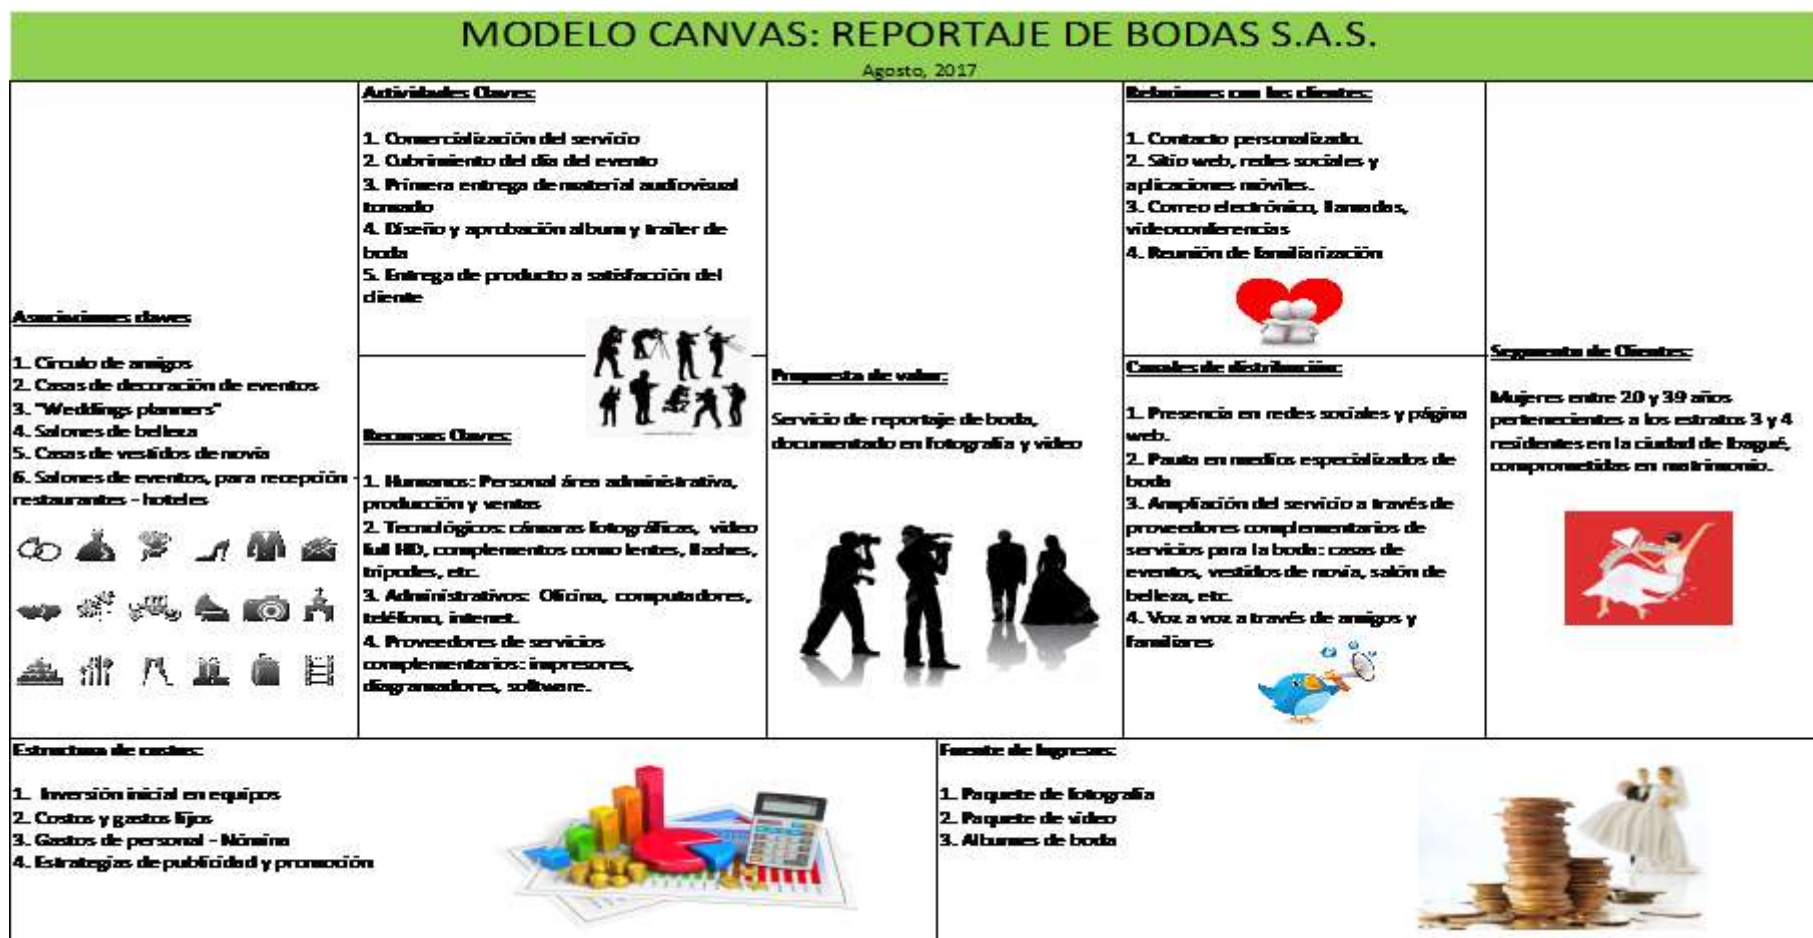 MODELO CANVAS: REPORTAJE DE BODAS S.A.S.
Agosto, 2017
Asociaciones claves
1. Circulo de amigos
2. Casas de decoración de eventos
3. "Weddings planners"
4. Salones de belleza
5. Casas de vestidos de novia
6. Salones de eventos, para recepción -
restaurantes - hoteles
Actividades Claves:
1. Comercialización del servicio
2. Cubrimiento del día del evento
3. Primera entrega de material audiovisual
tomado
4. Diseño y aprobación album y trailer de
boda
5. Entrega de producto a satisfacción del
cliente
Recursos Claves:
1. Humanos: Personal área administrativa,
producción y ventas
2. Tecnológicos: cámaras fotográficas, video
full HD, complementos como lentes, flashes,
trípodes, etc.
3. Administrativos: Oficina, computadores,
teléfono, internet.
4. Proveedores de servicios
complementarios: impresores,
diagramadores, software.
Propuesta de valor:
Servicio de reportaje de boda,
documentado en fotografía y video
Relaciones con los clientes:
1. Contacto personalizado.
2. Sitio web, redes sociales y
aplicaciones móviles.
3. Correo electrónico, llamadas,
videoconferencias
4. Reunión de familiarización
Canales de distribución:
1. Presencia en redes sociales y página
web.
2. Pauta en medios especializados de
boda
3. Ampliación del servicio a través de
proveedores complementarios de
servicios para la boda: casas de
eventos, vestidos de novia, salón de
belleza, etc.
4. Voz a voz a través de amigos y
familiares
Segmento de Clientes:
Mujeres entre 20 y 39 años
pertenecientes a los estratos 3 y 4
residentes en la ciudad de Ibagué,
comprometidas en matrimonio.
Estructura de costos:
1. Inversión inicial en equipos
2. Costos y gastos fijos
3. Gastos de personal - Nómina
4. Estrategias de publicidad y promoción
Fuente de Ingresos:
1. Paquete de fotografía
2. Paquete de video
3. Albumes de boda